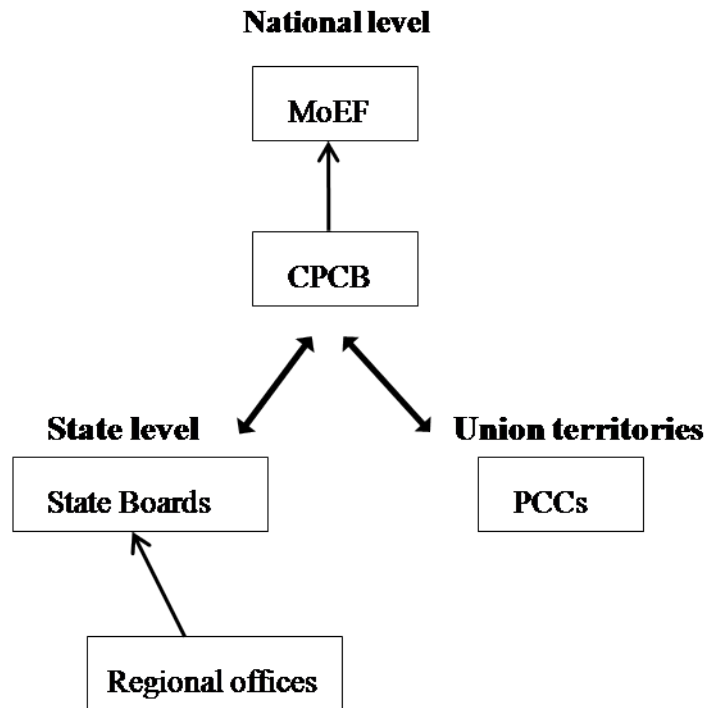 National level
MoEF
CPCB
State level
Union territories
State Boards
PCCs
Regional offices